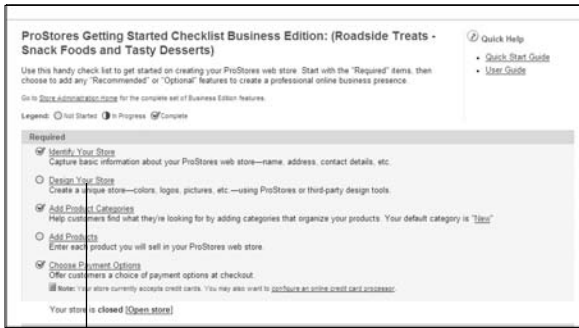 ProStores Getting Started Checklist Business Edition: (Roadside Treats -
Snack Foods and Tasty Desserts)
Use this handy check list to get started on creating your ProStores web store. Start with the "Required" items, then
choose to add any "Recommended" or "Optional" features to create a professional online business presence.
Go to Store Administration Home for the complete set of Business Edition features.
Legend: Not Started In Progress Complete
Quick Help
• Quick Start Guide
• User Guide
Required
Identify Your Store
Capture basic information about your ProStores web store—name, address, contact details, etc.
Design Your Store
Create a unique store—colors, logos, pictures, etc.—using ProStores or third-party design tools.
Add Product Categories
Help customers find what they're looking for by adding categories that organize your products. Your default category is "New"
Add Products
Enter each product you will sell in your ProStores web store.
Choose Payment Options
Offer customers a choice of payment options at checkout.
Note: Your store currently accepts credit cards. You may also want to configure an online credit card processor.
Your store is closed [Open store]